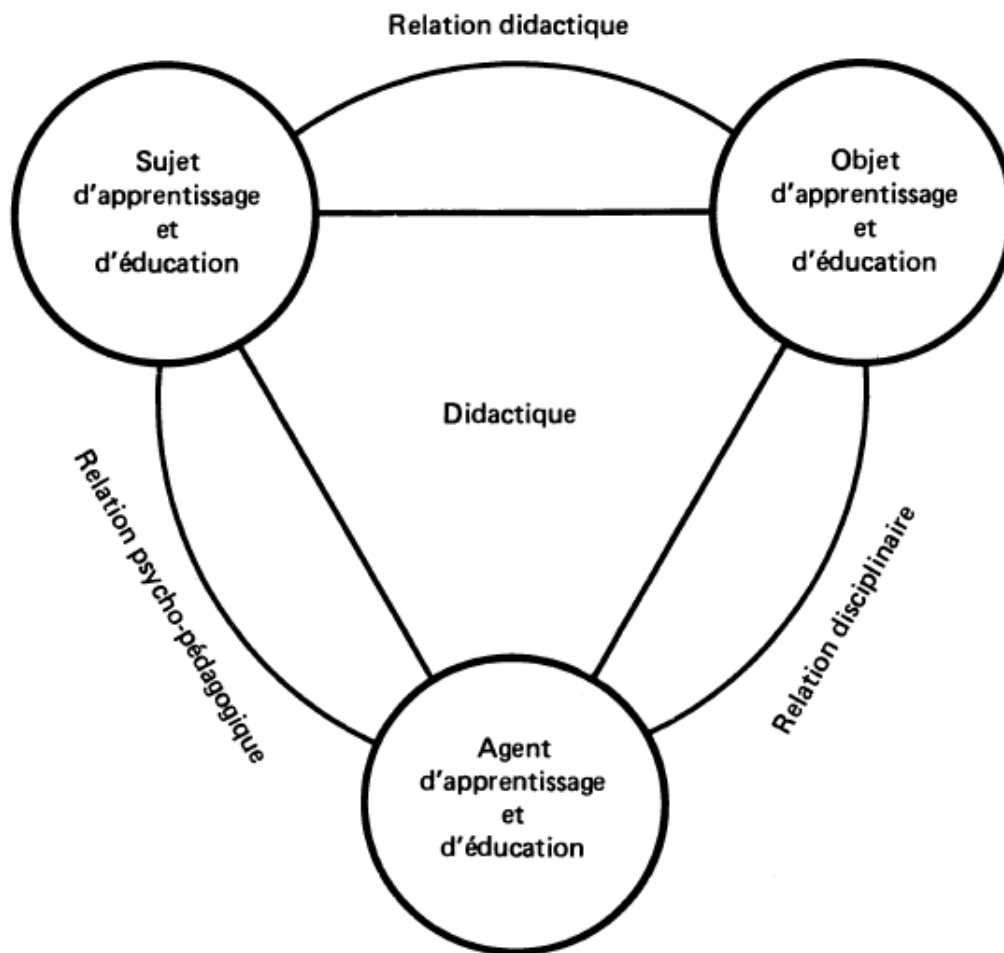 Relation didactique
Sujet
d'apprentissage
et
d'éducation
Objet
d'apprentissage
et
d'éducation
Didactique
Relation psycho-pédagogique
Relation disciplinaire
Agent
d'apprentissage
et
d'éducation